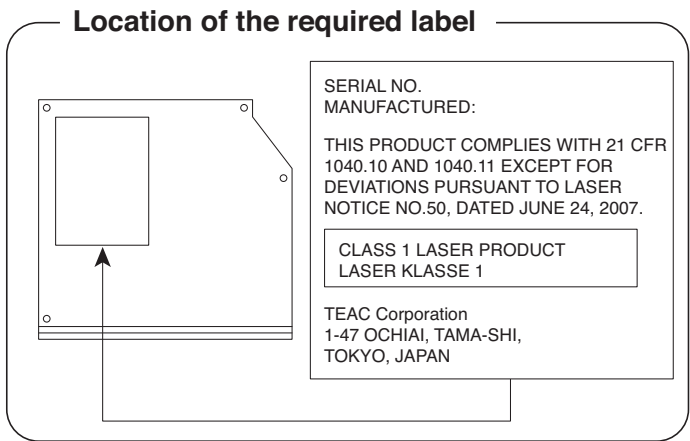 Location of the required label
SERIAL NO.
MANUFACTURED:
THIS PRODUCT COMPLIES WITH 21 CFR
1040.10 AND 1040.11 EXCEPT FOR
DEVIATIONS PURSUANT TO LASER
NOTICE NO.50, DATED JUNE 24, 2007.
CLASS 1 LASER PRODUCT
LASER KLASSE 1
TEAC Corporation
1-47 OCHIAI, TAMA-SHI,
TOKYO, JAPAN